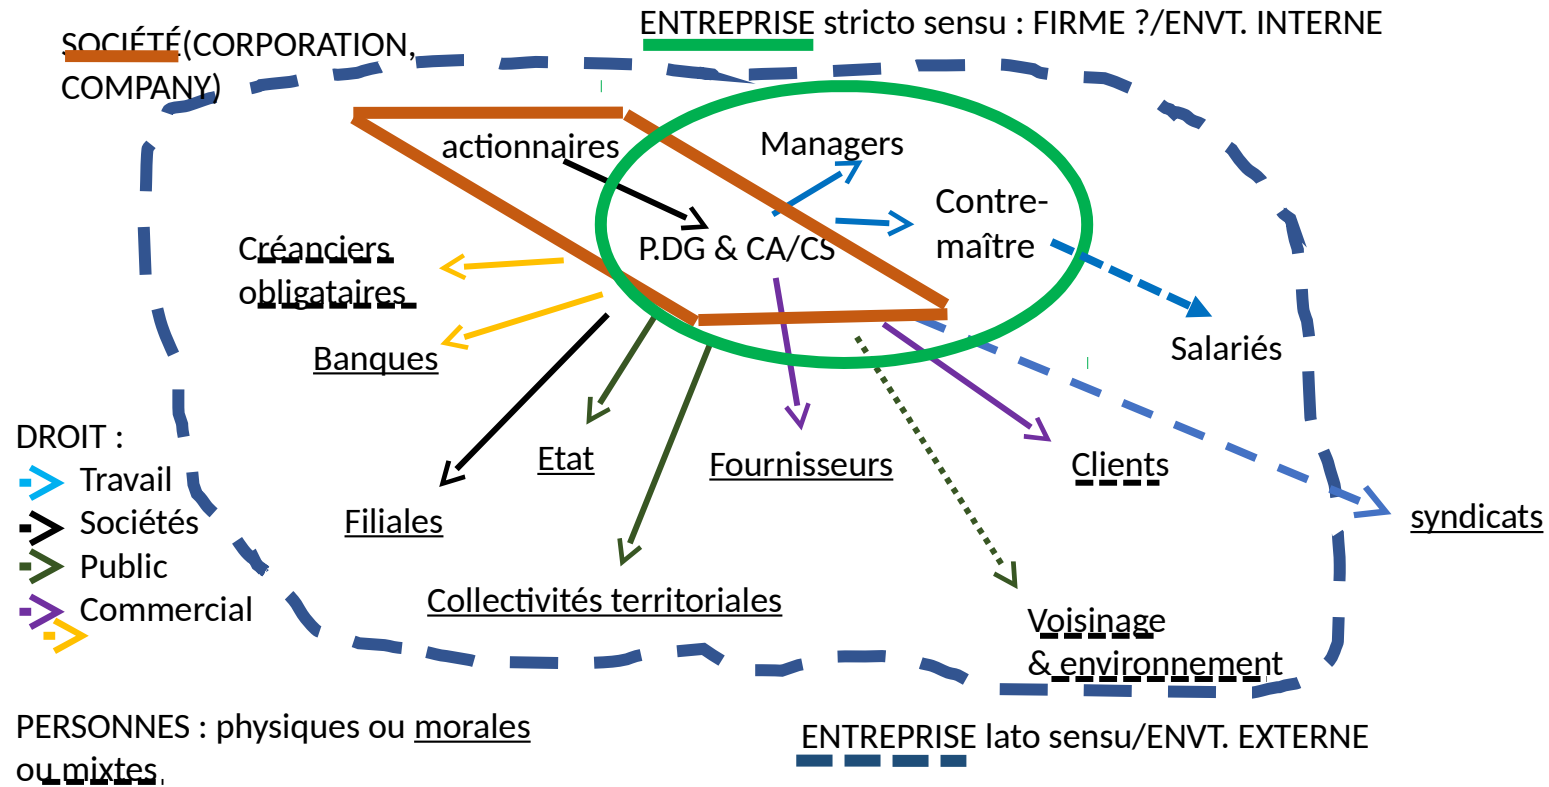 ENTREPRISE stricto sensu : FIRME ?/ENVT. INTERNE
SOCIÉTÉ(CORPORATION,
COMPANY)
actionnaires
Managers
Contre-
maître
P.DG & CA/CS
Créanciers
obligataires
Banques
Salariés
DROIT :
Travail
Sociétés
Public
Commercial
Etat
Fournisseurs
Clients
Filiales
syndicats
Collectivités territoriales
Voisinage
& environnement
PERSONNES : physiques ou morales
ou mixtes
ENTREPRISE lato sensu/ENVT. EXTERNE